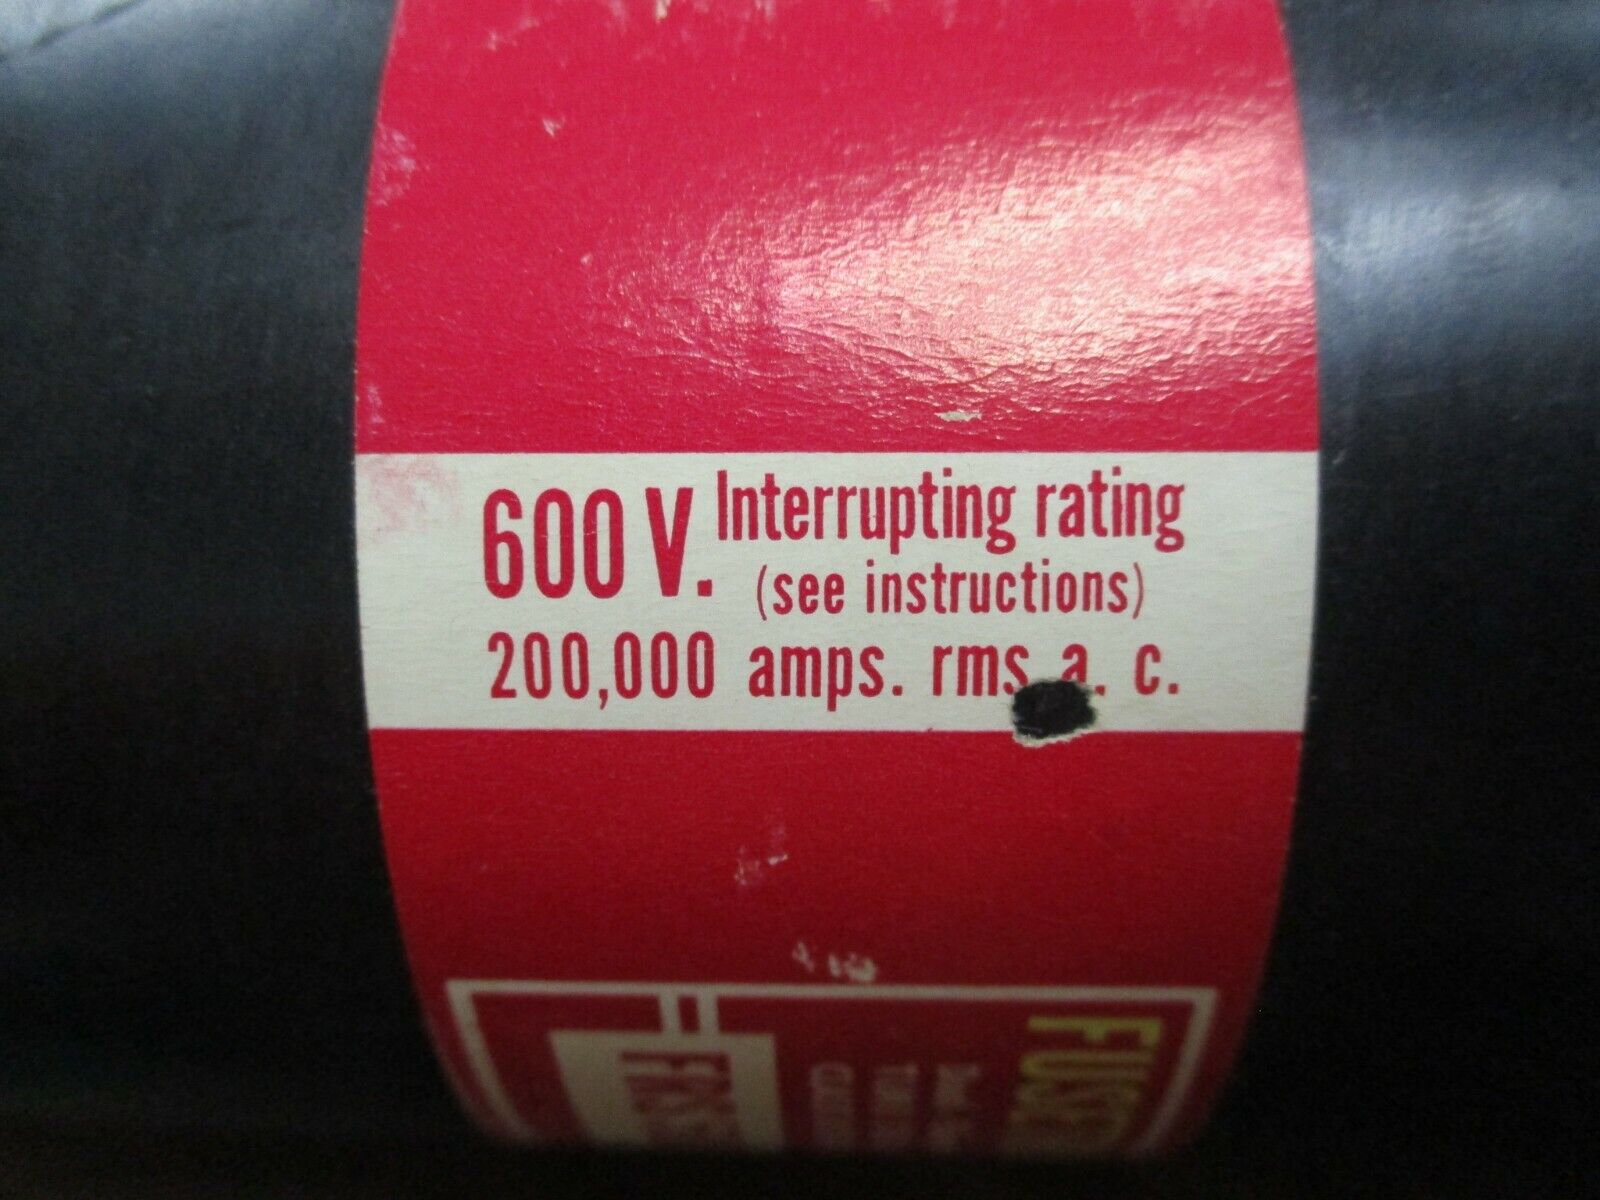 600 V. Interrupting rating
(see instructions)
200,000 amps. rms a. c.